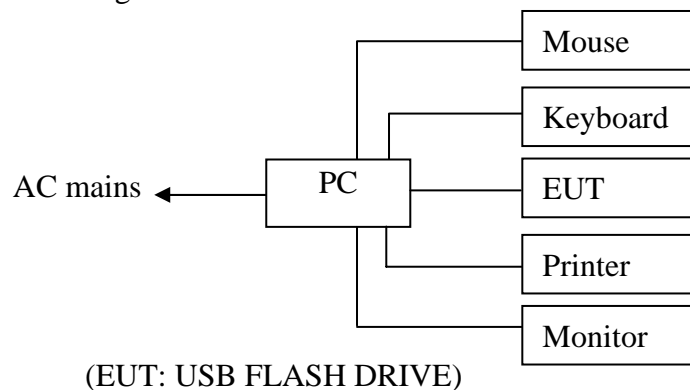 Mouse
Keyboard
AC mains
PC
EUT
Printer
Monitor
(EUT: USB FLASH DRIVE)